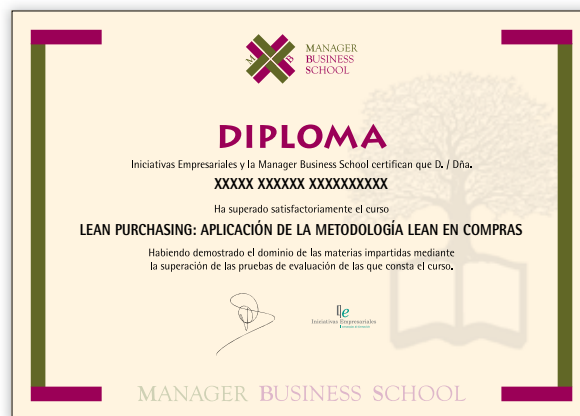 M B
MANAGER
BUSINESS
SCHOOL
DIPLOMA
Iniciativas Empresariales y la Manager Business School certifican que D. / Dña.
XXXXX XXXXXX XXXXXXXXXX
Ha superado satisfactoriamente el curso
LEAN PURCHASING: APLICACIÓN DE LA METODOLOGÍA LEAN EN COMPRAS
Habiendo demostrado el dominio de las materias impartidas mediante
la superación de las pruebas de evaluación de las que consta el curso.
Iniciativas Empresariales
MANAGER BUSINESS SCHOOL